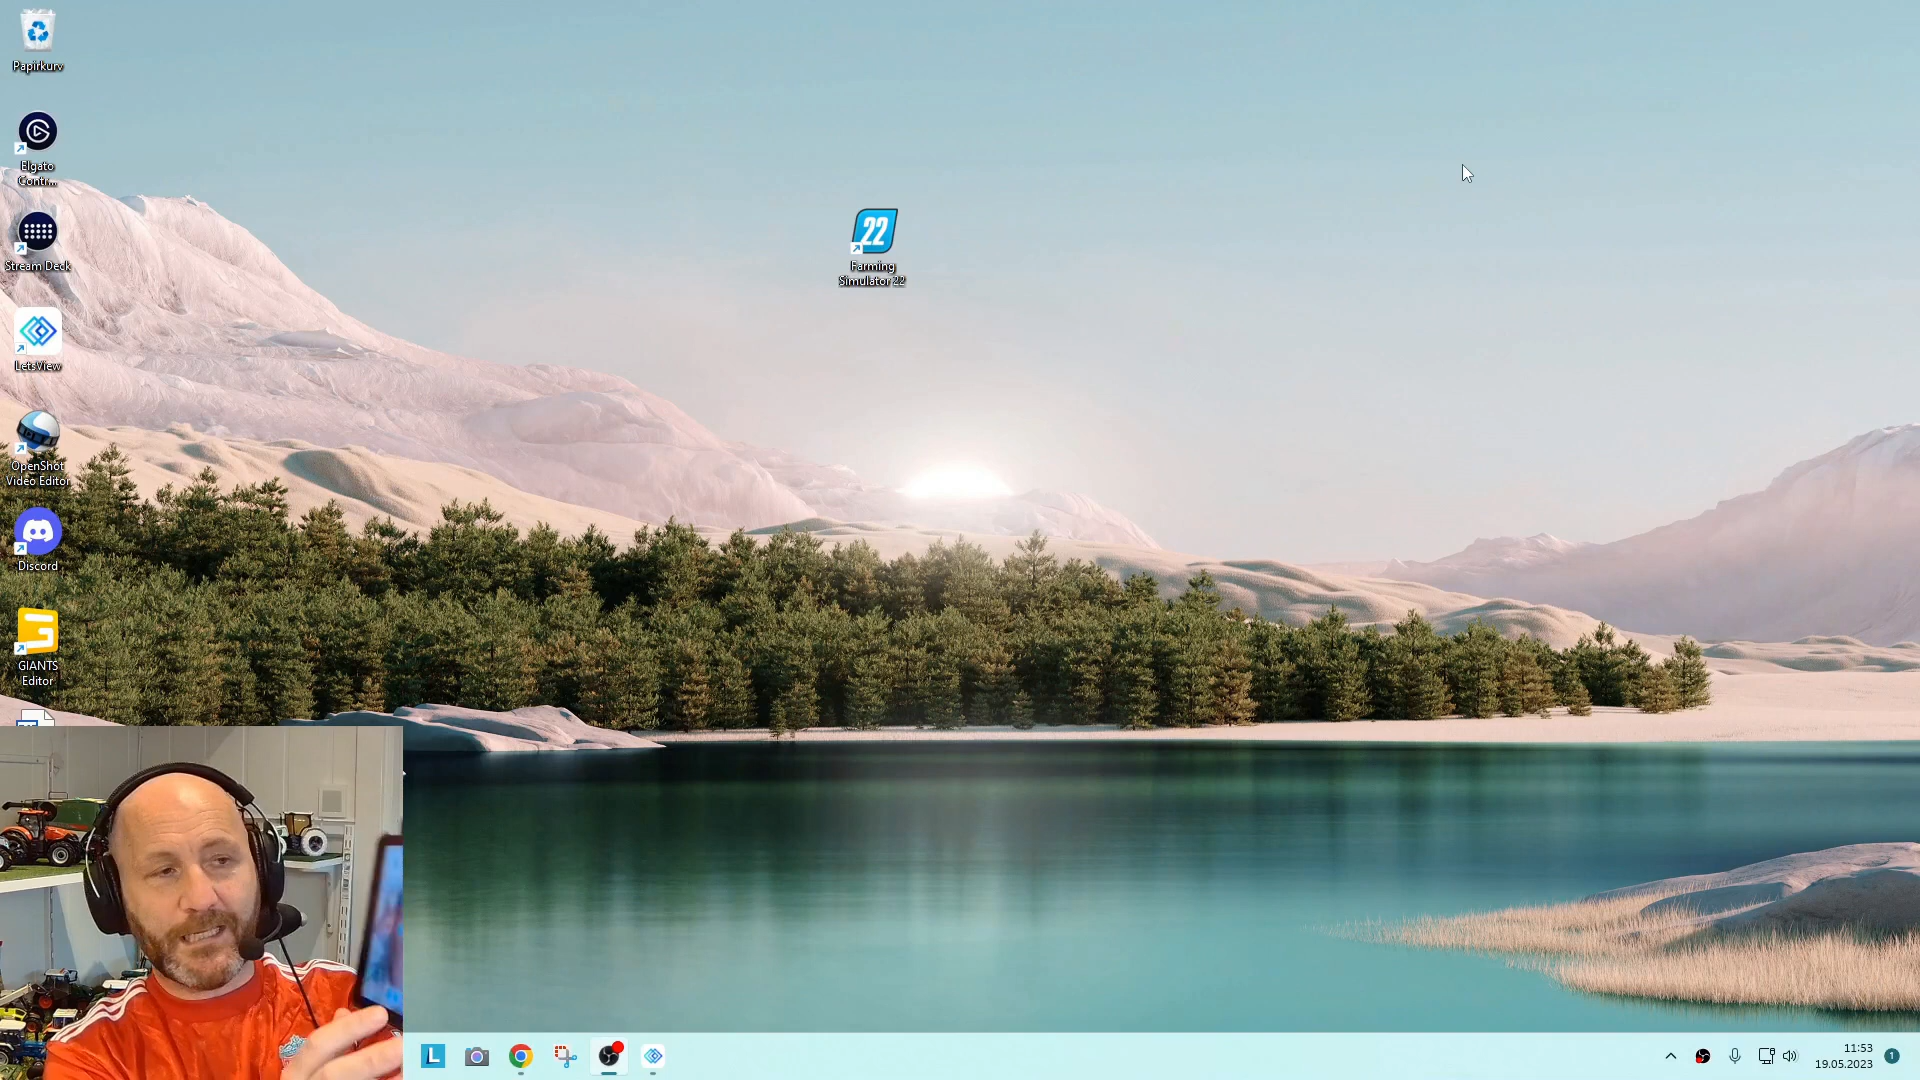 Papirkurv
Elgato
Contr...
Stream Deck
LetsView
OpenShot
Video Editor
Discord
GIANTS
Editor
22
Farming
Simulator 22
L
11:53
19.05.2023
1